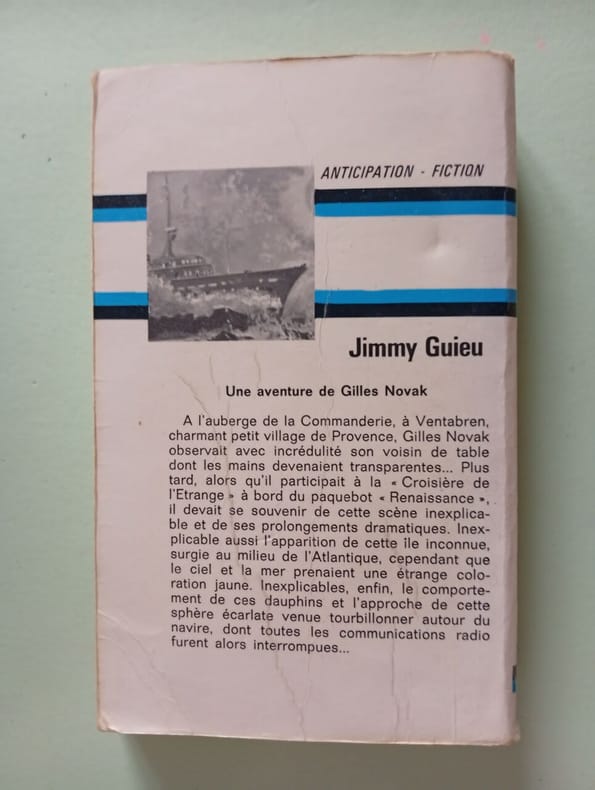 ANTICIPATION - FICTION
Jimmy Guieu
Une aventure de Gilles Novak
A l'auberge de la Commanderie, à Ventabren,
charmant petit village de Provence, Gilles Novak
observait avec incrédulité son voisin de table
dont les mains devenaient transparentes... Plus
tard, alors qu'il participait à la « Croisière de
l'Etrange » à bord du paquebot « Renaissance »,
il devait se souvenir de cette scène inexplica-
ble et de ses prolongements dramatiques. Inex-
plicable aussi l'apparition de cette île inconnue,
surgie au milieu de l'Atlantique, cependant que
le ciel et la mer prenaient une étrange colo-
ration jaune. Inexplicables, enfin, le comporte-
ment de ces dauphins et l'approche de cette
sphère écarlate venue tourbillonner autour du
navire, dont toutes les communications radio
furent alors interrompues...